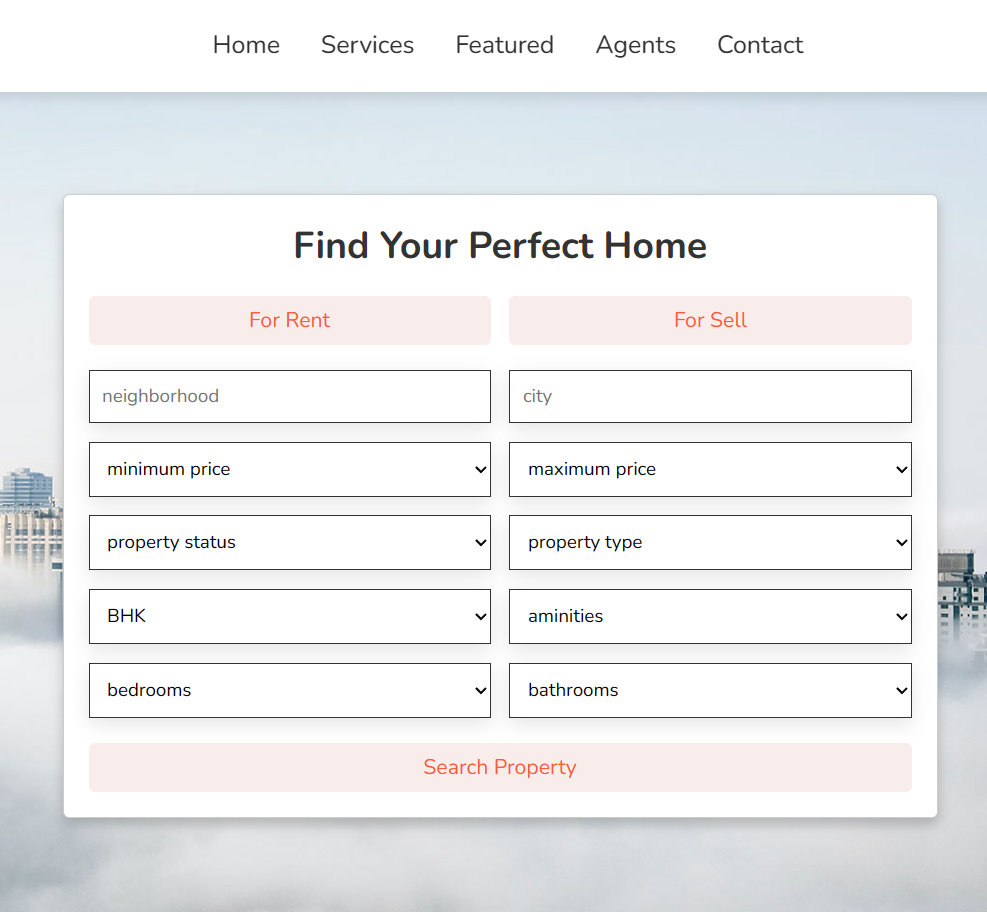 Home Services Featured Agents Contact
Find Your Perfect Home
For Rent For Sell
neighborhood city
minimum price maximum price
property status property type
BHK aminities
bedrooms bathrooms
Search Property